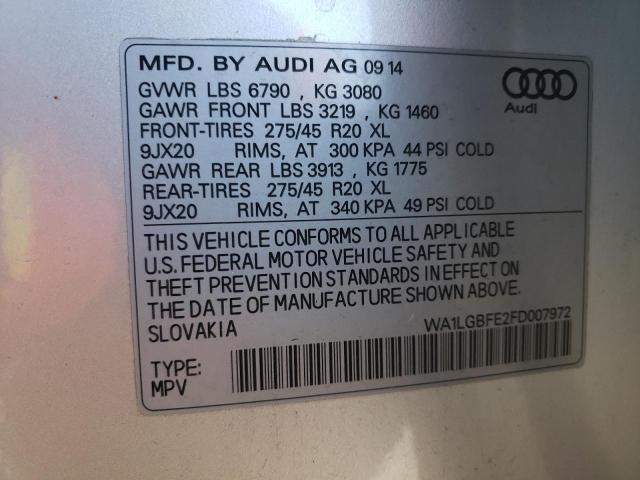 MFD. BY AUDI AG 09 14
GVWR LBS 6790 , KG 3080
GAWR FRONT LBS 3219 , KG 1460
FRONT-TIRES 275/45 R20 XL
9JX20 RIMS, AT 300 KPA 44 PSI COLD
GAWR REAR LBS 3913 , KG 1775
REAR-TIRES 275/45 R20 XL
9JX20 RIMS, AT 340 KPA 49 PSI COLD
Audi
THIS VEHICLE CONFORMS TO ALL APPLICABLE
U.S. FEDERAL MOTOR VEHICLE SAFETY AND
THEFT PREVENTION STANDARDS IN EFFECT ON
THE DATE OF MANUFACTURE SHOWN ABOVE.
SLOVAKIA
WA1LGBFE2FD007972
TYPE:
MPV